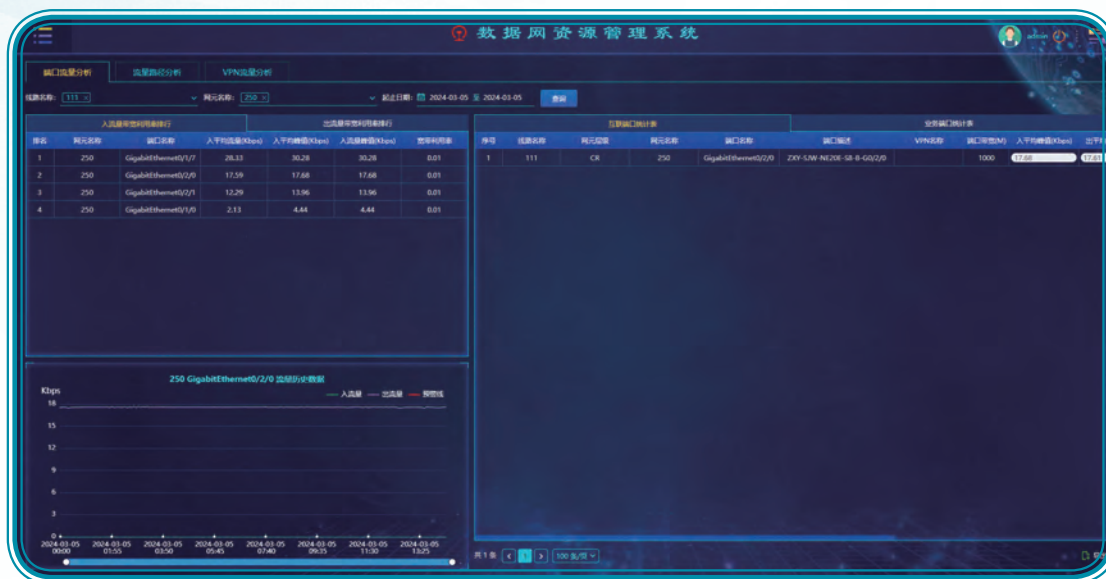 数据网资源管理系统
admin
端口流量分析 流量路径分析 VPN流量分析
线路名称: 111 × 网元名称: 250 × 起止日期: 2024-03-05 至 2024-03-05 查询
入流量带宽利用率排行 出流量带宽利用率排行
排名 网元名称 端口名称 入平均流量(Kbps) 入平均峰值(Kbps) 入流量峰值(Kbps) 宽带利用率
1 250 GigabitEthernet0/1/7 28.33 30.28 30.28 0.01
2 250 GigabitEthernet0/2/0 17.59 17.68 17.68 0.01
3 250 GigabitEthernet0/2/1 12.29 13.96 13.96 0.01
4 250 GigabitEthernet0/1/0 2.13 4.44 4.44 0.01
互联端口统计表 业务端口统计表
序号 线路名称 网元层级 网元名称 端口名称 端口描述 VPN名称 端口带宽(M) 入平均峰值(Kbps) 出平
1 111 CR 250 GigabitEthernet0/2/0 ZXY-SJW-NE20E-S8-8-G0/2/0 1000 17.68 17.61
250 GigabitEthernet0/2/0 流量历史数据
Kbps
入流量 出流量 预警线
18
15
12
9
6
3
0
2024-03-05 2024-03-05 2024-03-05 2024-03-05 2024-03-05 2024-03-05 2024-03-05 2024-03-05
00:00 01:55 03:50 05:45 07:40 09:35 11:30 13:25
共 1 条 < 1 > 100 条/页